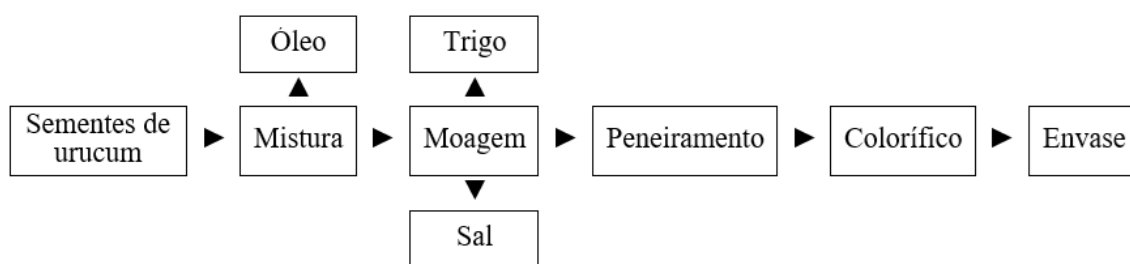 Óleo
Trigo
Sementes de
urucum
Mistura
Moagem
Peneiramento
Colorífico
Envase
Sal